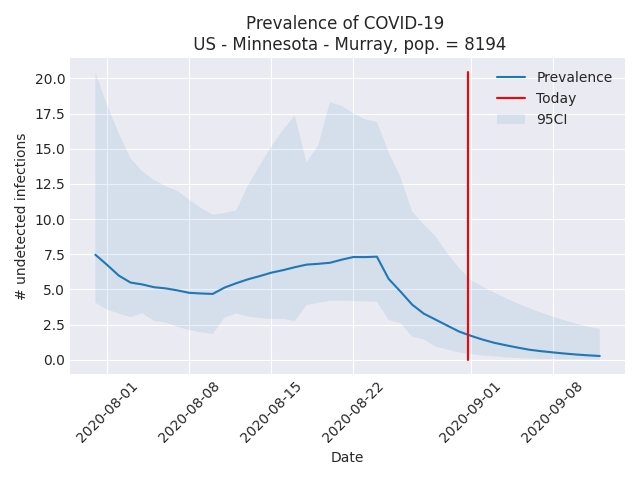 Prevalence of COVID-19
US - Minnesota - Murray, pop. = 8194
Prevalence
Today
95CI
# undetected infections
20.0
17.5
15.0
12.5
10.0
7.5
5.0
2.5
0.0
2020-08-01
2020-08-08
2020-08-15
2020-08-22
2020-09-01
2020-09-08
Date